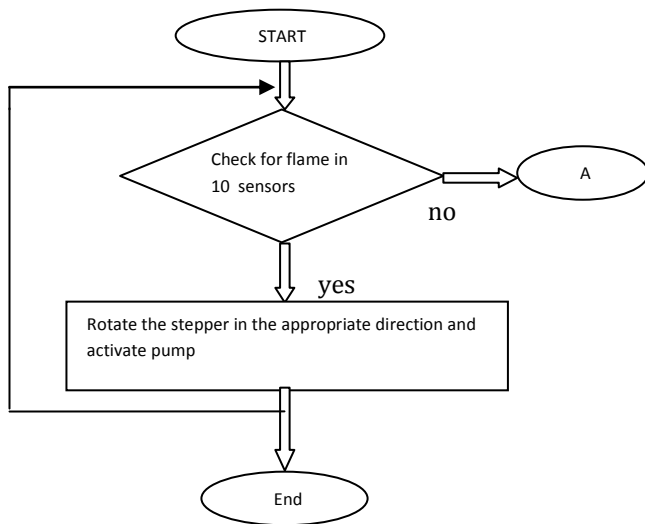 START
Check for flame in
10 sensors
A
no
yes
Rotate the stepper in the appropriate direction and
activate pump
End